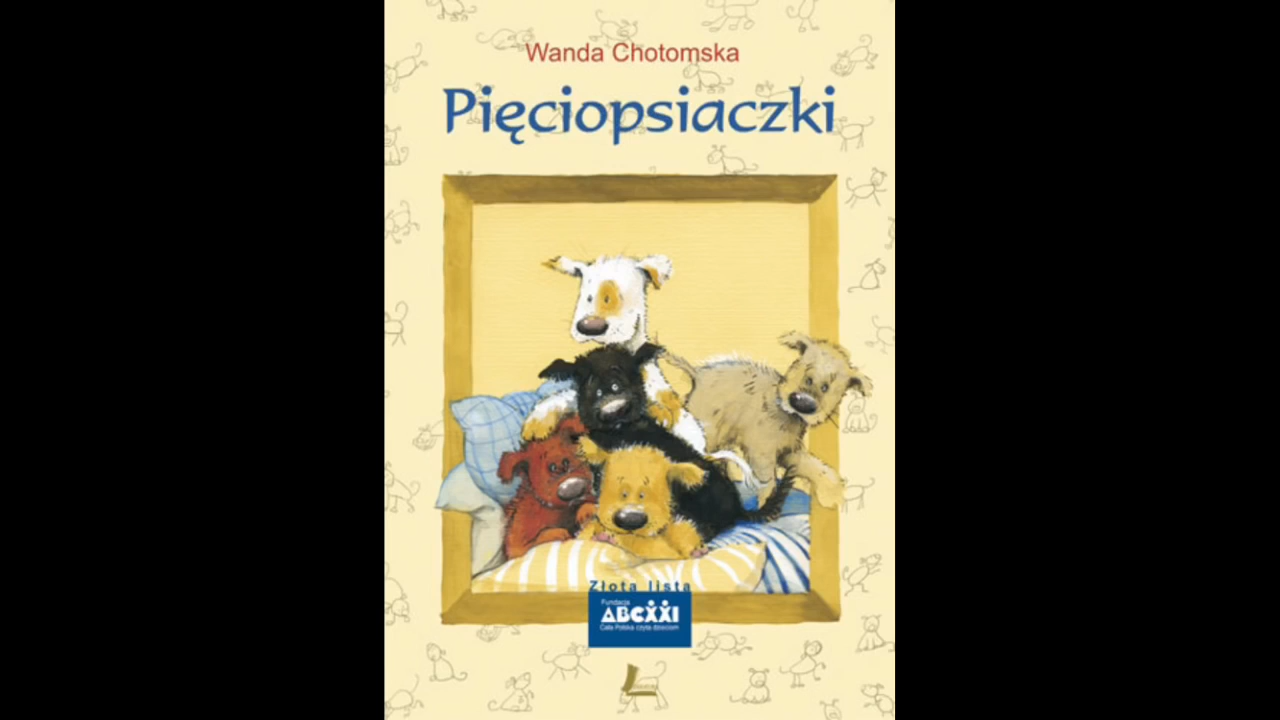 Wanda Chotomska
Pięciopsiaczki
Złota lista
Fundacja
ABCXXI
Cała Polska czyta dzieciom